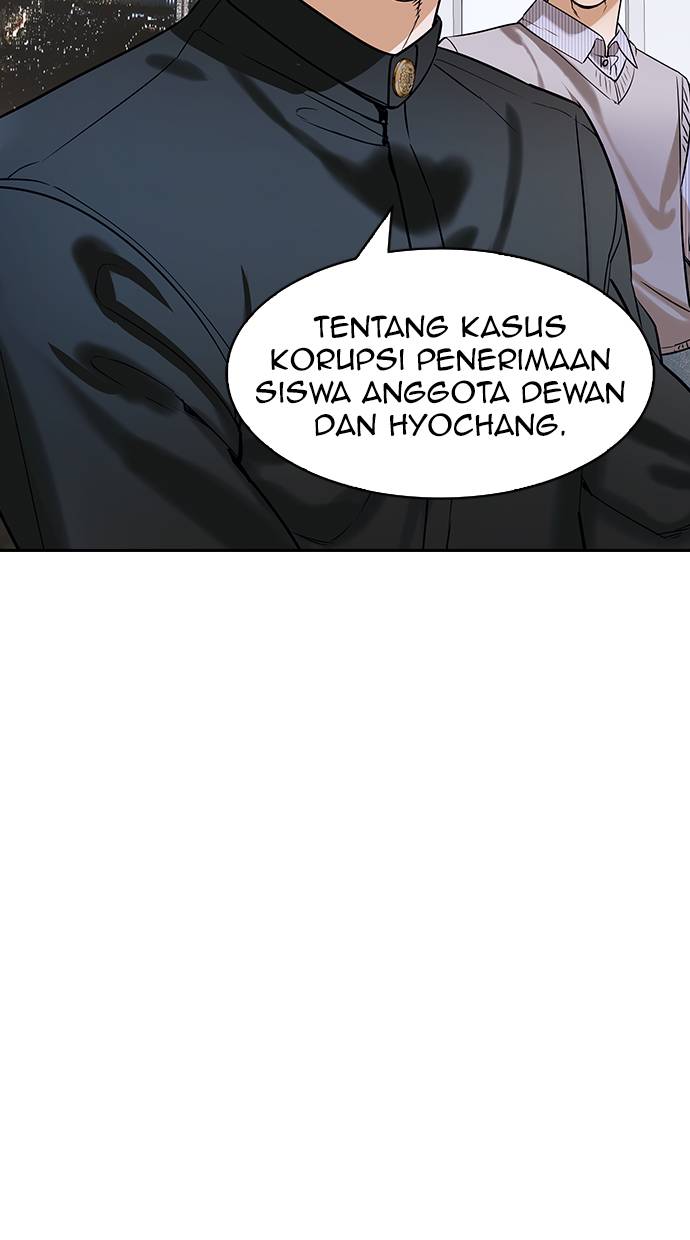 TENTANG KASUS
KORUPSI PENERIMAAN
SISWA ANGGOTA DEWAN
DAN HYOCHANG.